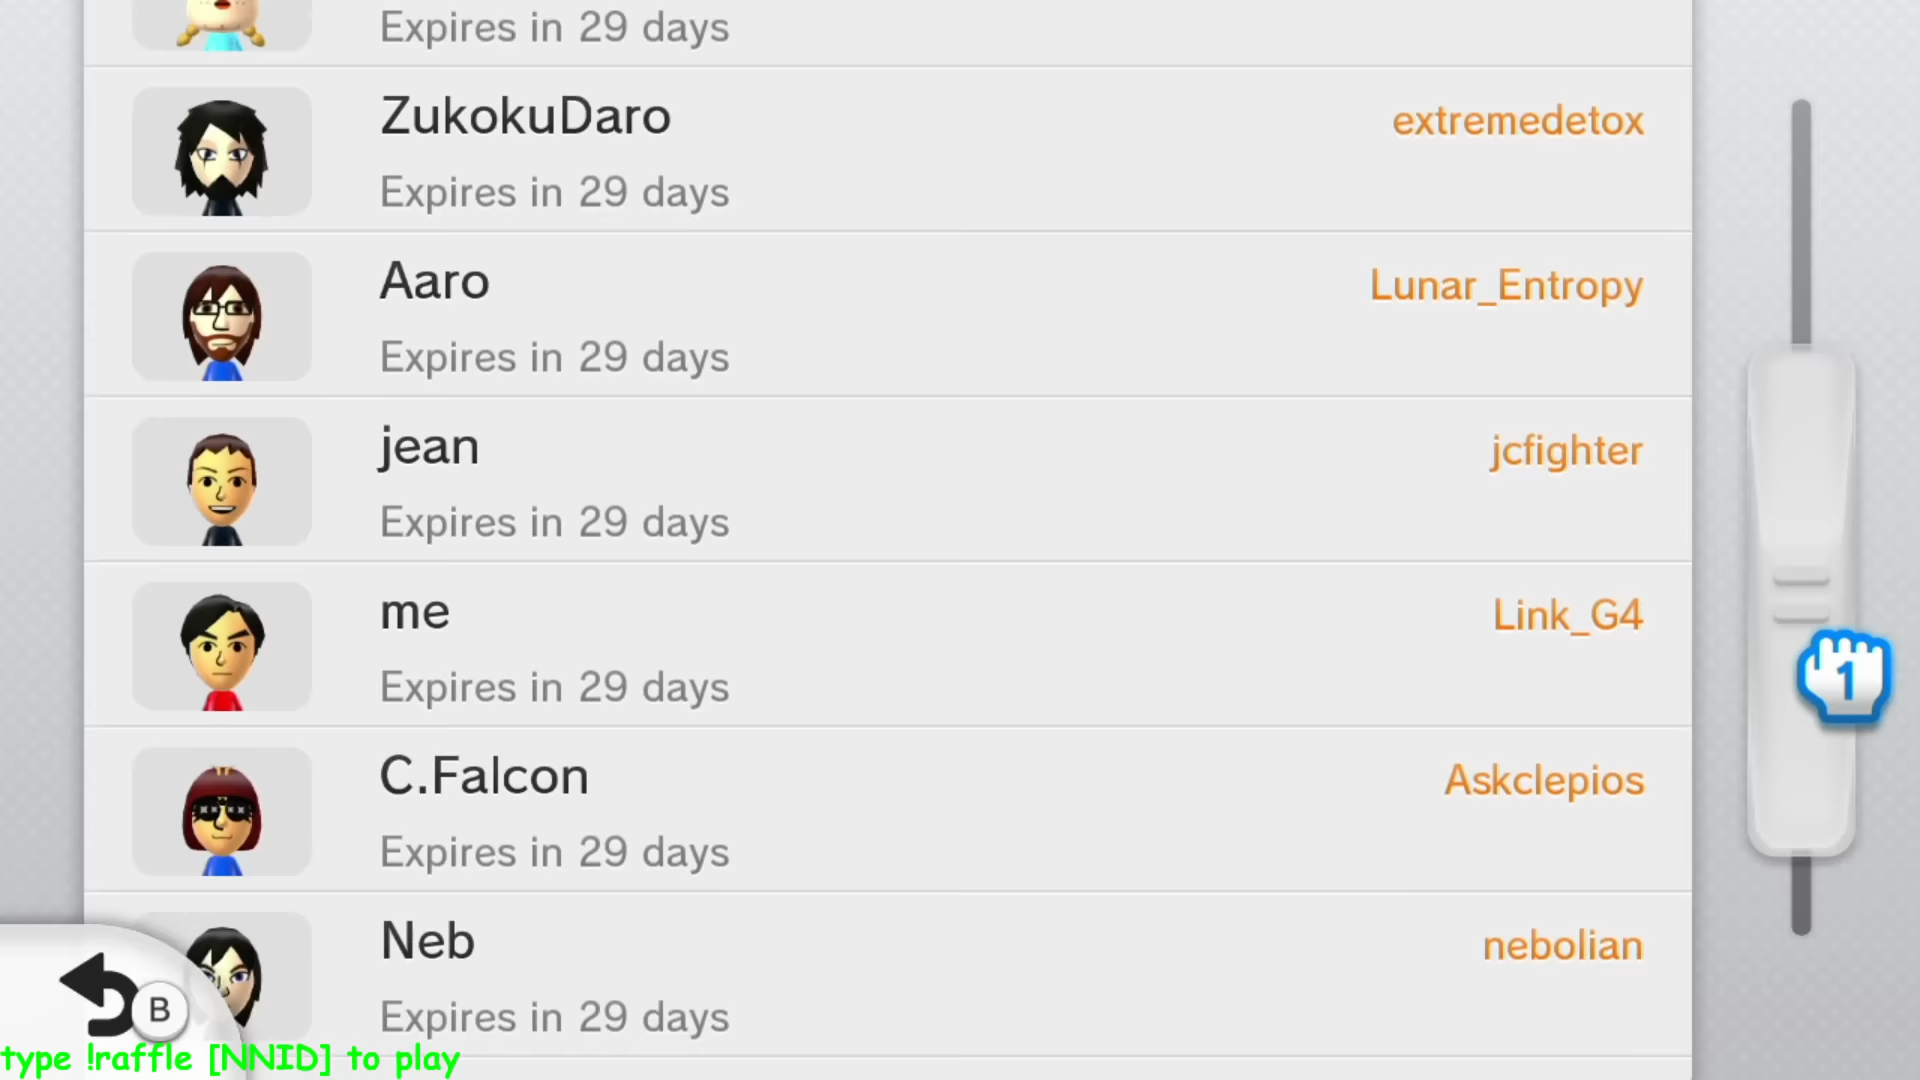 Expires in 29 days
ZukokuDaro
extremedetox
Expires in 29 days
Aaro
Lunar_Entropy
Expires in 29 days
jean
jcfighter
Expires in 29 days
me
Link_G4
Expires in 29 days
C.Falcon
Askclepios
Expires in 29 days
Neb
nebolian
Expires in 29 days
1
B
type !raffle [NNID] to play